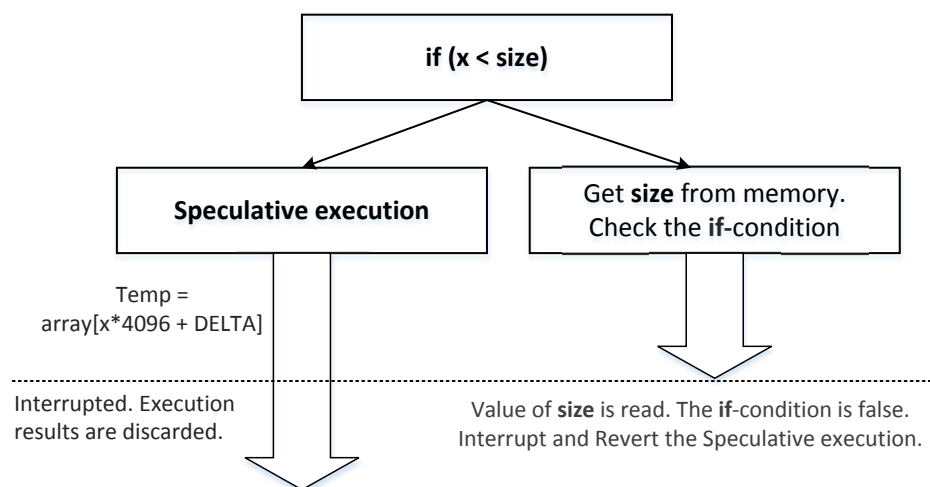 if (x < size)
Speculative execution
Get size from memory.
Check the if-condition
Temp =
array[x*4096 + DELTA]
Interrupted. Execution
results are discarded.
Value of size is read. The if-condition is false.
Interrupt and Revert the Speculative execution.